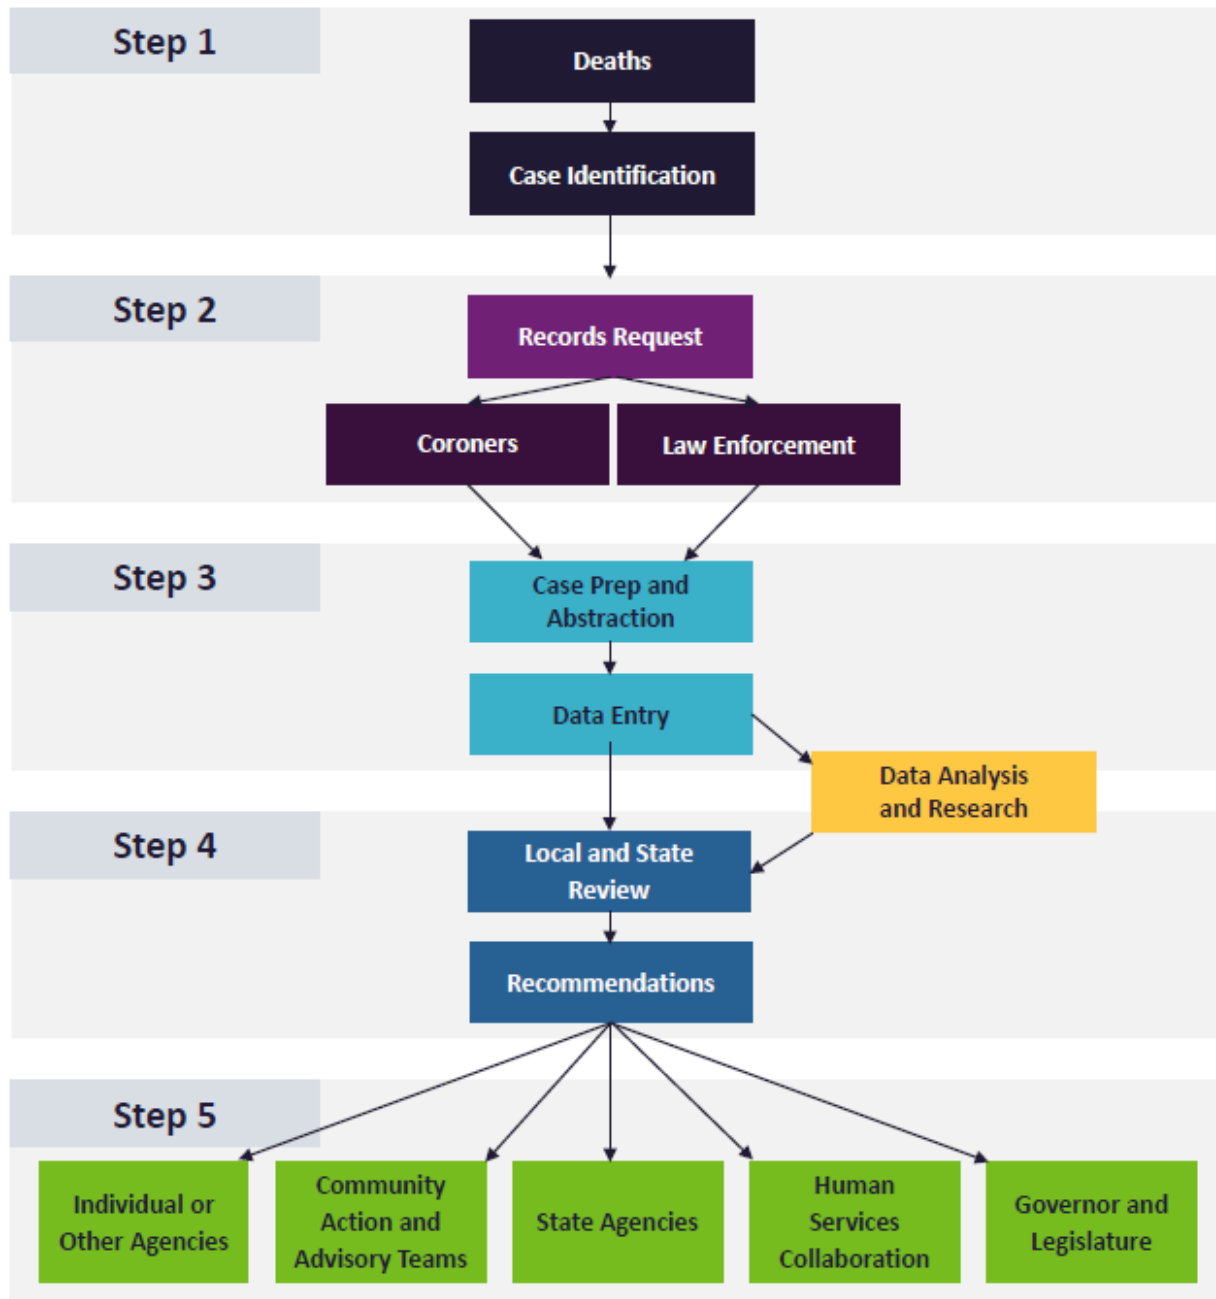 Step 1
Deaths
Case Identification
Step 2
Records Request
Coroners
Law Enforcement
Step 3
Case Prep and
Abstraction
Data Entry
Data Analysis
and Research
Step 4
Local and State
Review
Recommendations
Step 5
Individual or
Other Agencies
Community
Action and
Advisory Teams
State Agencies
Human
Services
Collaboration
Governor and
Legislature